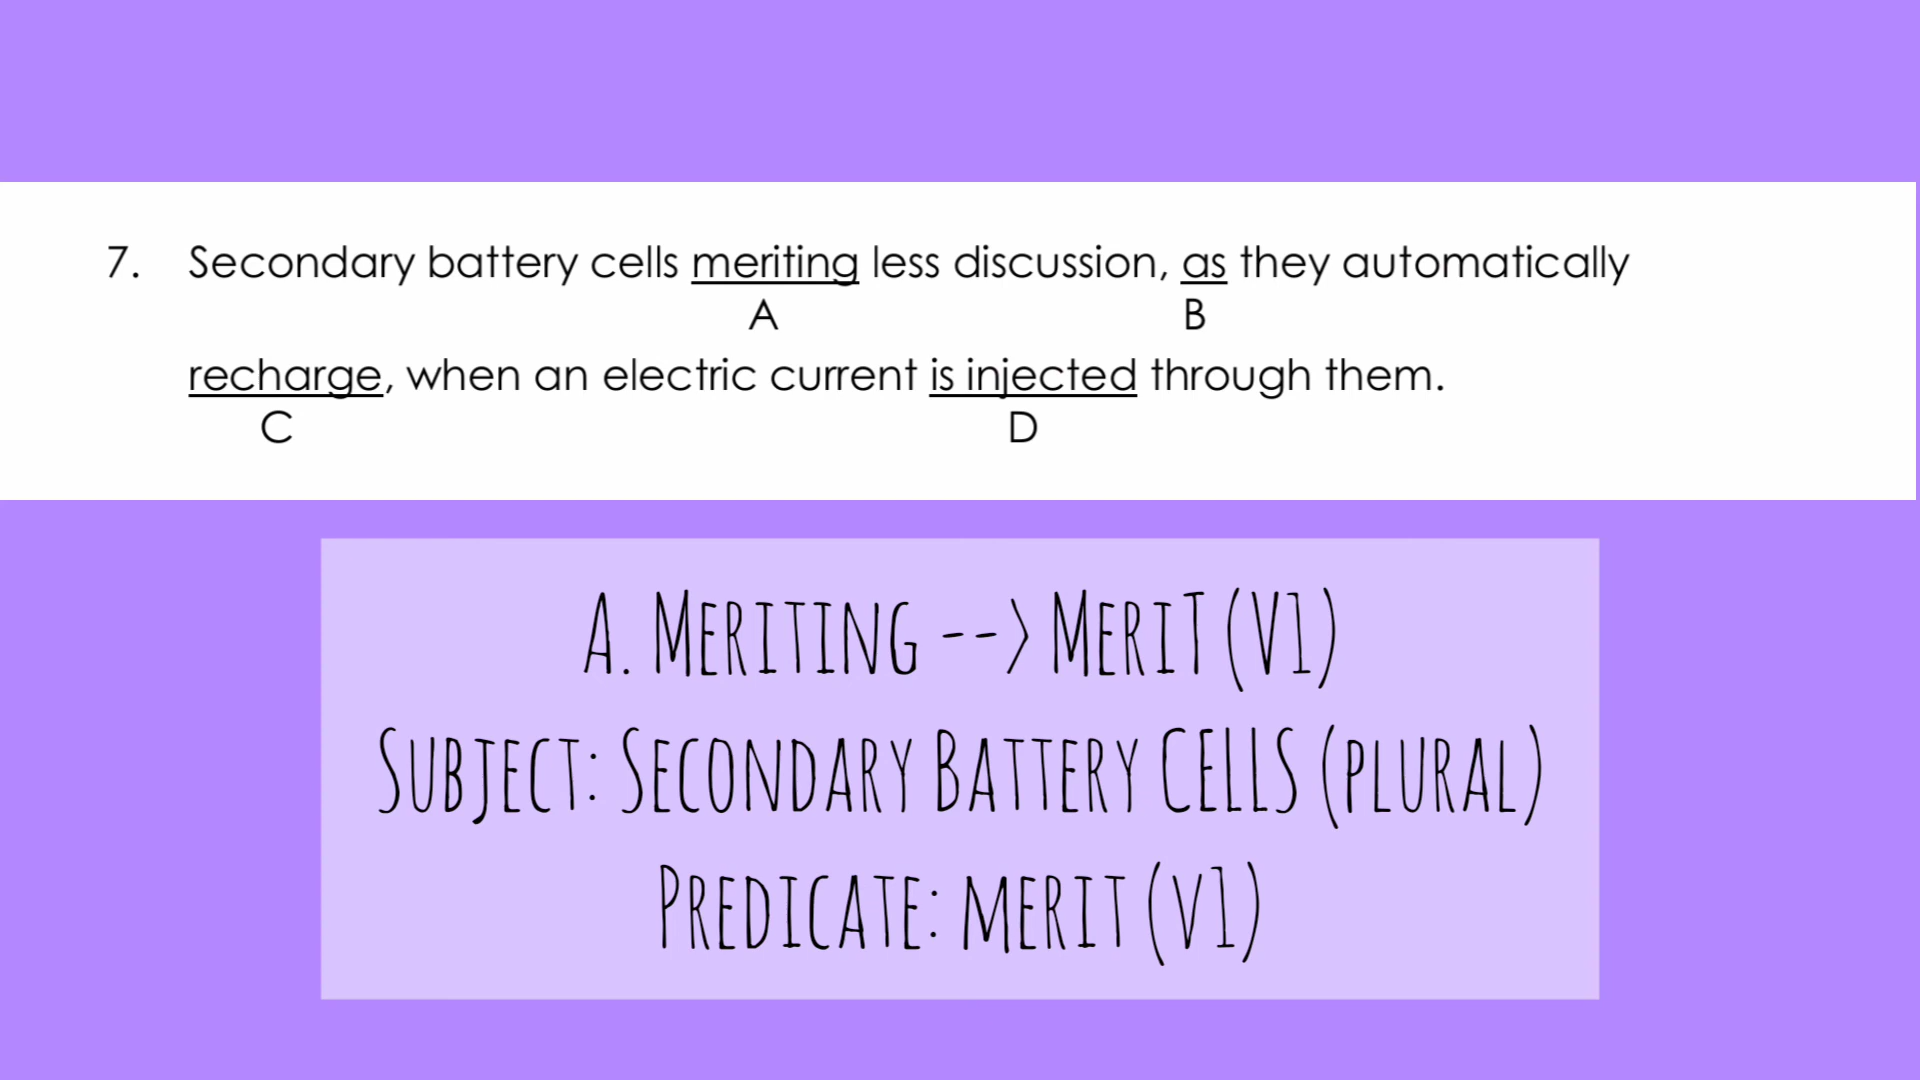 7. Secondary battery cells meriting less discussion, as they automatically
A B
recharge, when an electric current is injected through them.
C D
A. Meriting --> Merit (V1)
Subject: Secondary Battery CELLS (plural)
Predicate: merit (v1)